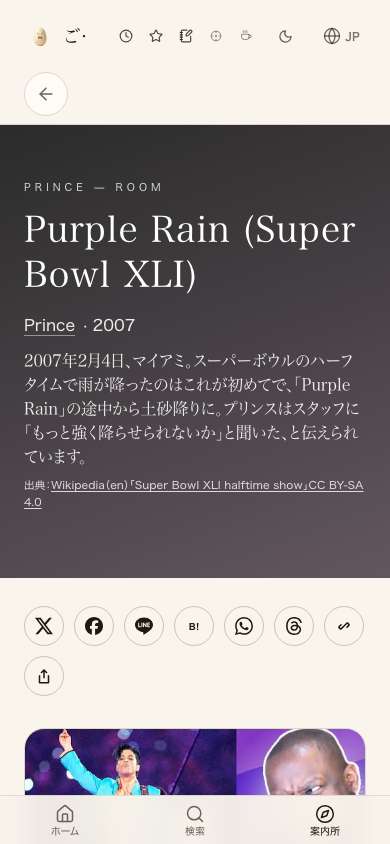 ご·
JP
PRINCE — ROOM
Purple Rain (Super
Bowl XLI)
Prince · 2007
2007年2月4日、マイアミ。スーパーボウルのハーフ
タイムで雨が降ったのはこれが初めてで、「Purple
Rain」の途中から土砂降りに。プリンスはスタッフに
「もっと強く降らせられないか」と聞いた、と伝えられ
ています。
出典：Wikipedia（en）「Super Bowl XLI halftime show」CC BY-SA
4.0
LINE
B!
ホーム
検索
案内所